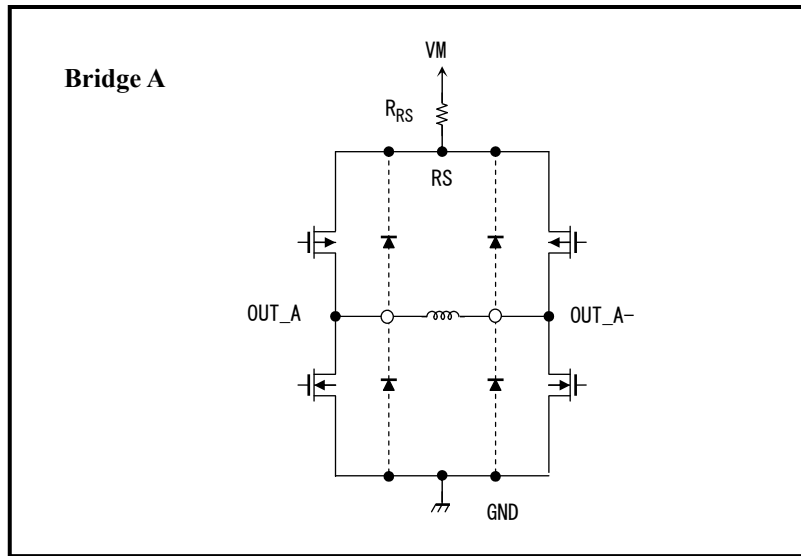 VM
Bridge A
R_RS
RS
OUT_A
OUT_A-
GND